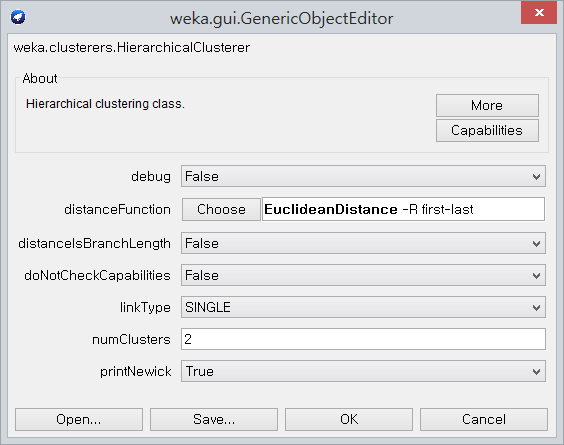 weka.gui.GenericObjectEditor
weka.clusterers.HierarchicalClusterer
About
Hierarchical clustering class.
More
Capabilities
debug False
distanceFunction Choose EuclideanDistance -R first-last
distanceIsBranchLength False
doNotCheckCapabilities False
linkType SINGLE
numClusters 2
printNewick True
Open... Save... OK Cancel